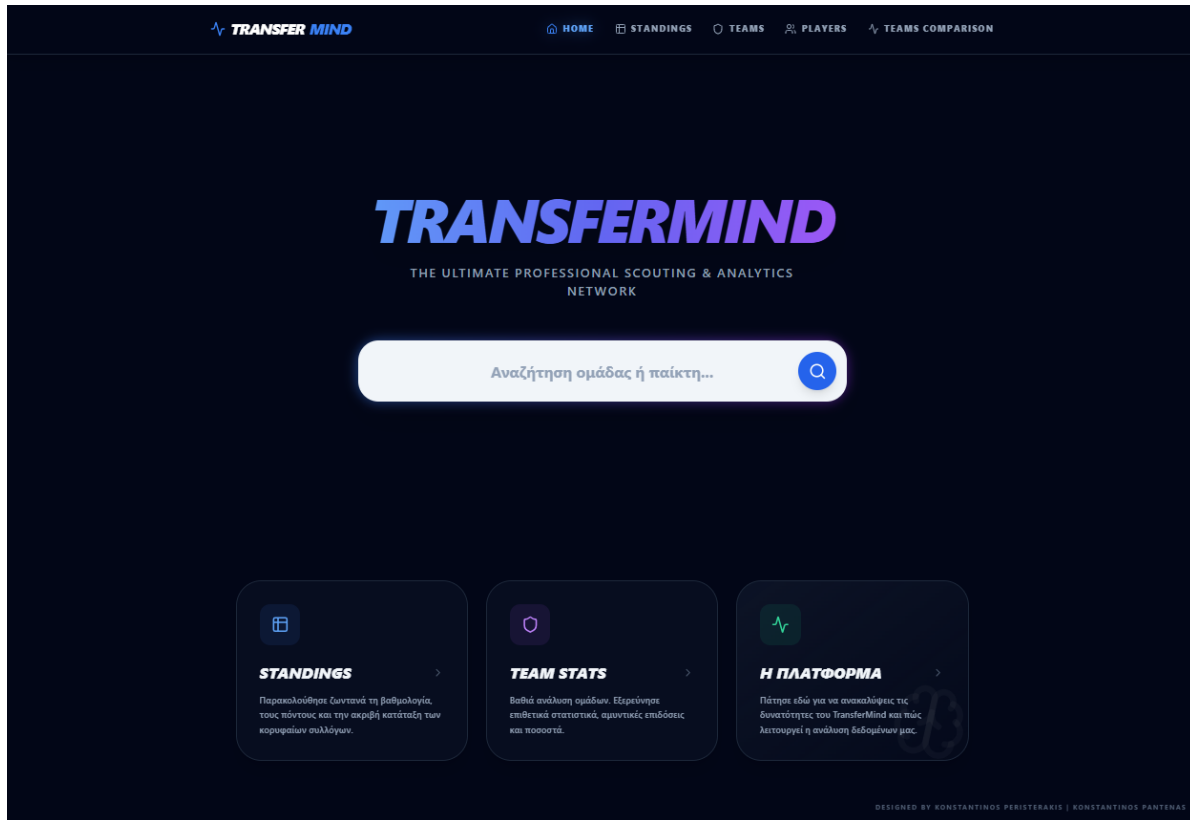 TRANSFER MIND
HOME STANDINGS TEAMS PLAYERS TEAMS COMPARISON
TRANSFERMIND
THE ULTIMATE PROFESSIONAL SCOUTING & ANALYTICS
NETWORK
Αναζήτηση ομάδας ή παίκτη...
STANDINGS
Παρακολούθησε ζωντανά τη βαθμολογία,
τους πόντους και την ακριβή κατάταξη των
κορυφαίων συλλόγων.
TEAM STATS
Βαθιά ανάλυση ομάδων. Εξερεύνησε
επιθετικά στατιστικά, αμυντικές επιδόσεις
και ποσοστά.
Η ΠΛΑΤΦΟΡΜΑ
Πάτησε εδώ για να ανακαλύψεις τις
δυνατότητες του TransferMind και πώς
λειτουργεί η ανάλυση δεδομένων μας.
DESIGNED BY KONSTANTINOS PERISTERAKIS | KONSTANTINOS PANTENAS